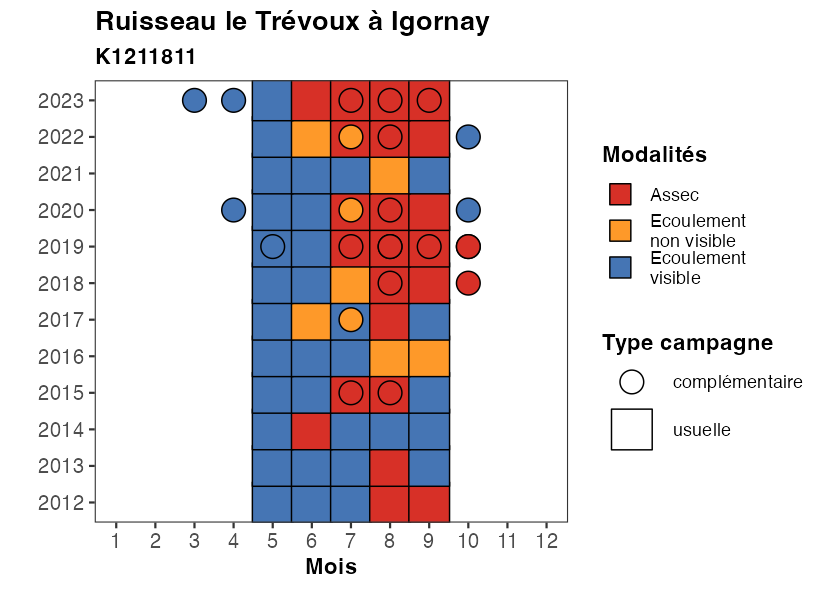 Ruisseau le Trévoux à Igornay
K1211811
2023
2022
2021
2020
2019
2018
2017
2016
2015
2014
2013
2012
1 2 3 4 5 6 7 8 9 10 11 12
Mois
Modalités
Assec
Ecoulement
non visible
Ecoulement
visible
Type campagne
complémentaire
usuelle